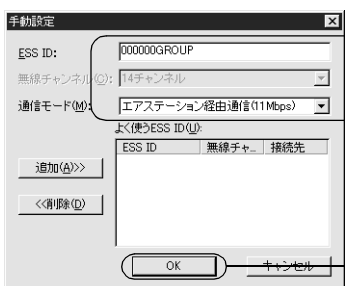 手動設定
ESS ID:
000000GROUP
無線チャンネル(C):
14チャンネル
通信モード(M):
エアステーション経由通信(11Mbps)
よく使うESS ID(U):
ESS ID 無線チャ... 接続先
追加(A)>>
<<削除(D)
OK
キャンセル